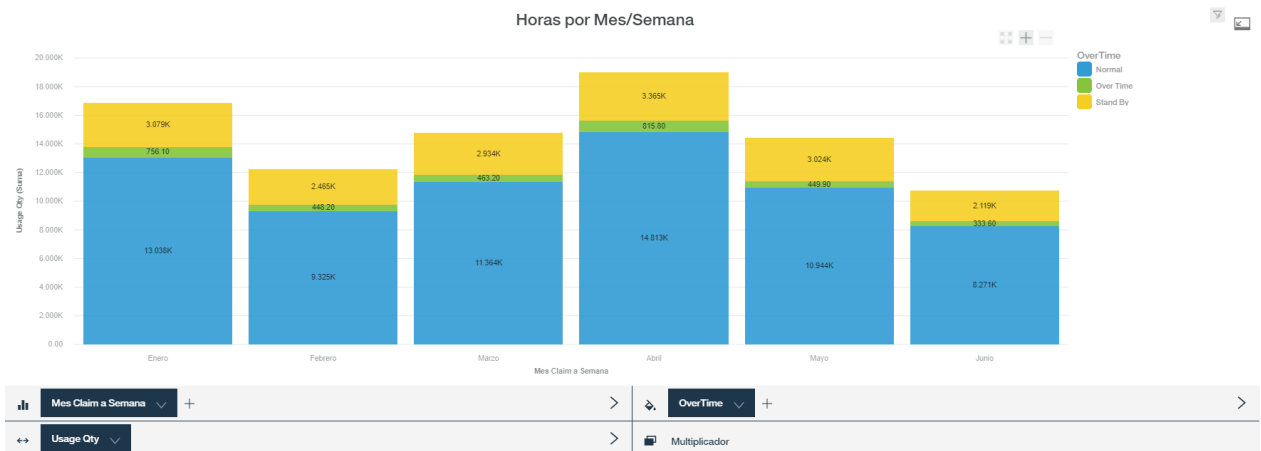 Horas por Mes/Semana
OverTime
Normal
Over Time
Stand By
Usage Qty (Suma)
20.000K
18.000K
16.000K
14.000K
12.000K
10.000K
8.000K
6.000K
4.000K
2.000K
0.00
3.079K
756.10
13.038K
2.465K
448.20
9.325K
2.934K
463.20
11.364K
3.365K
815.80
14.813K
3.024K
449.90
10.944K
2.119K
333.60
8.271K
Enero
Febrero
Marzo
Abril
Mayo
Junio
Mes Claim a Semana
Mes Claim a Semana
OverTime
Usage Qty
Multiplicador